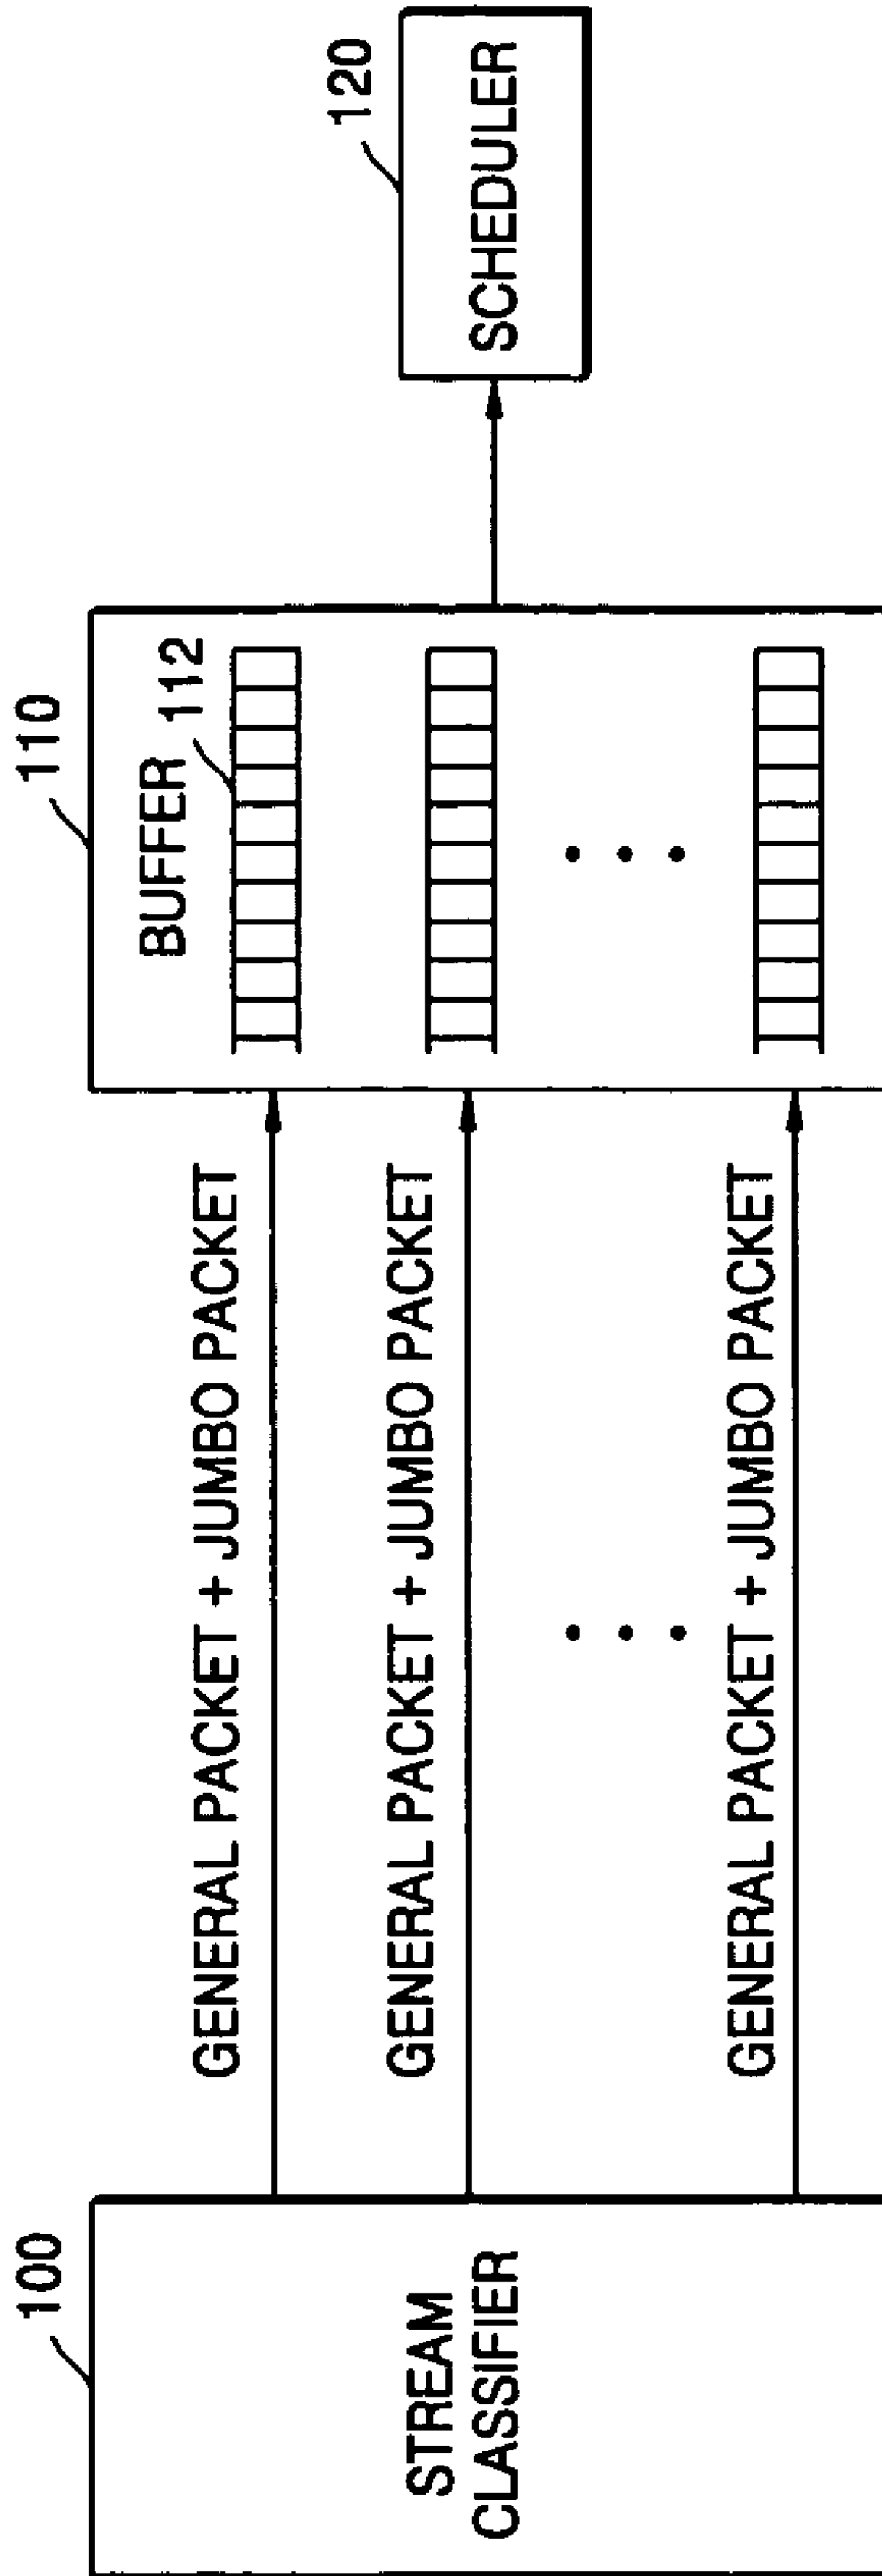 100
STREAM
CLASSIFIER
GENERAL PACKET + JUMBO PACKET
GENERAL PACKET + JUMBO PACKET
GENERAL PACKET + JUMBO PACKET
110
BUFFER
112
120
SCHEDULER